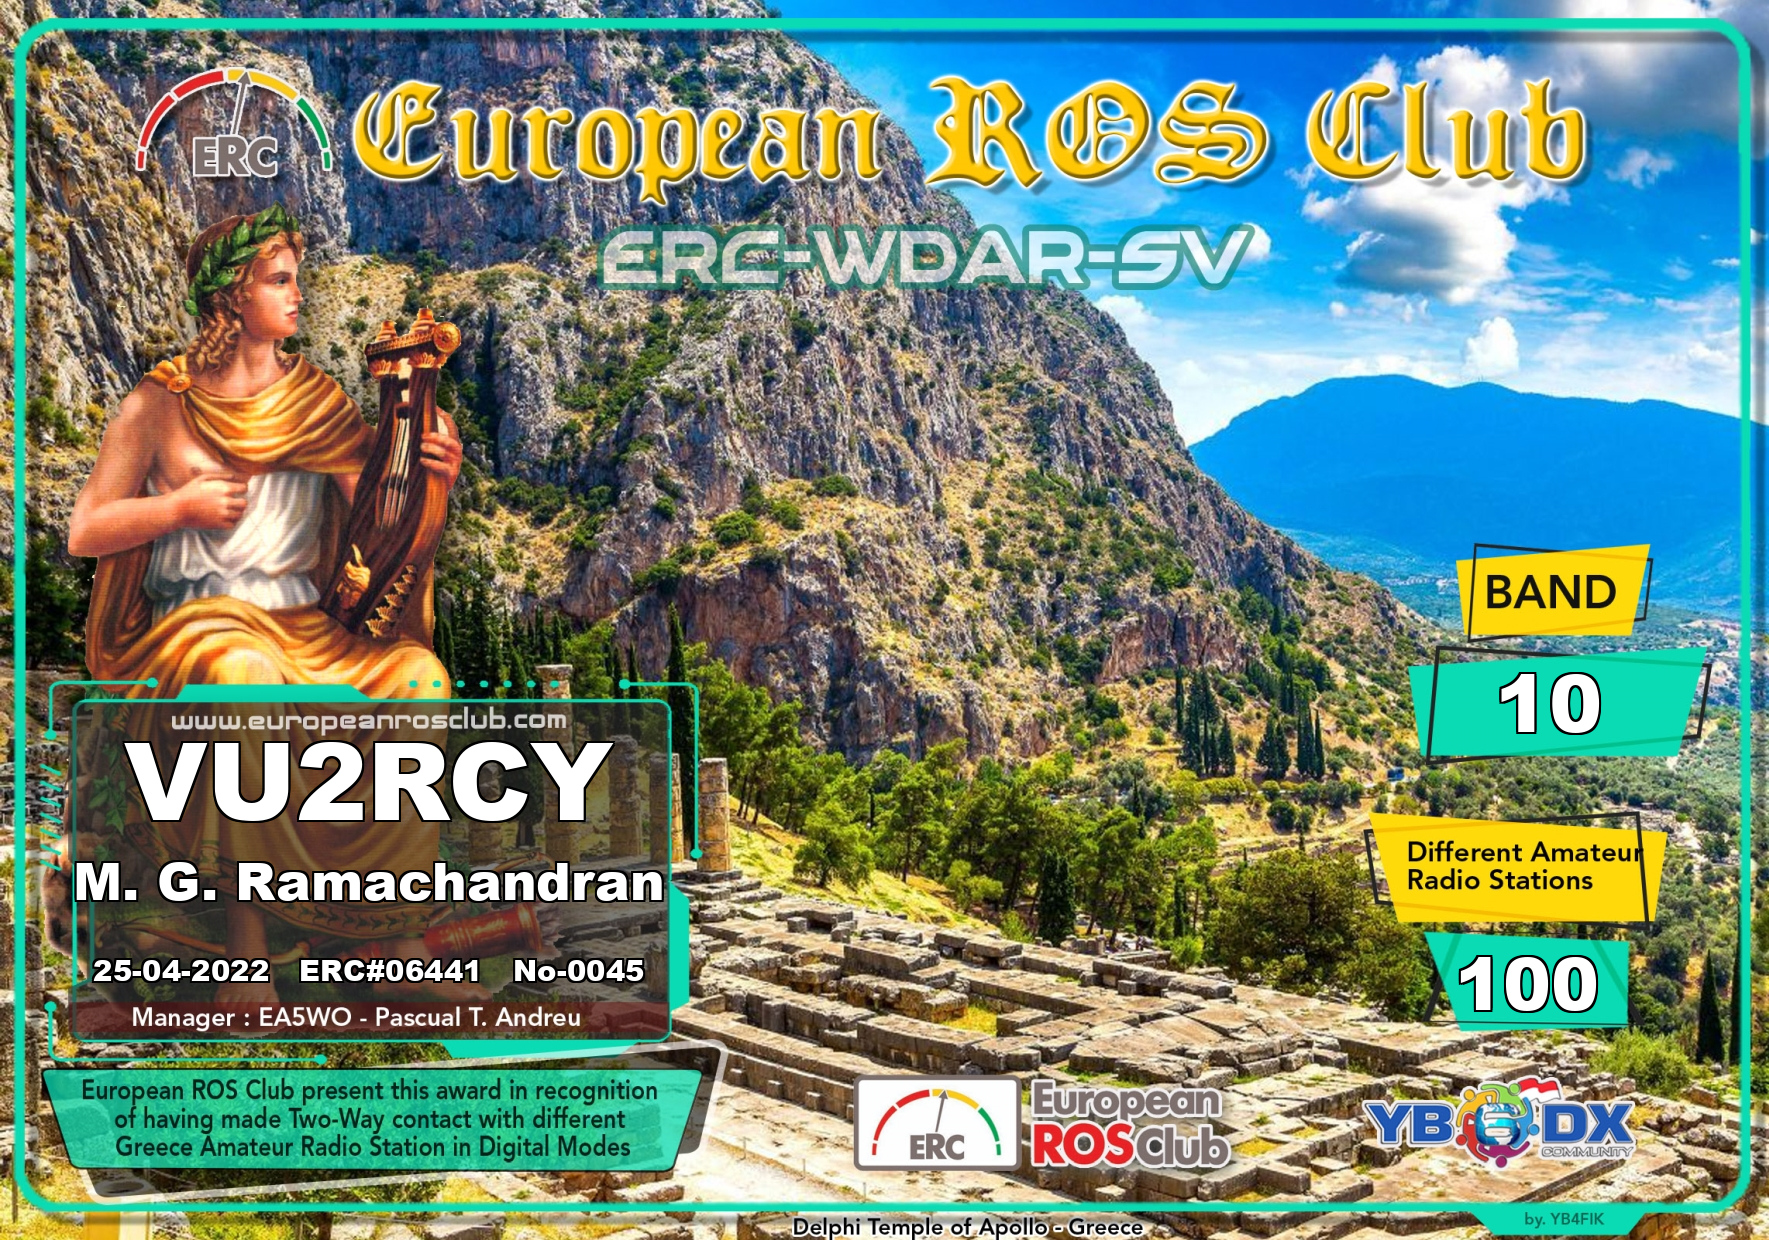 ERC
European ROS Club
ERC-WDAR-SV
BAND
10
www.europeanrosclub.com
VU2RCY
M. G. Ramachandran
25-04-2022 ERC#06441 No-0045
Manager : EA5WO - Pascual T. Andreu
Different Amateur
Radio Stations
100
European ROS Club present this award in recognition
of having made Two-Way contact with different
Greece Amateur Radio Station in Digital Modes
ERC
European
ROSClub
YB DX
COMMUNITY
by. YB4FIK
Delphi Temple of Apollo - Greece